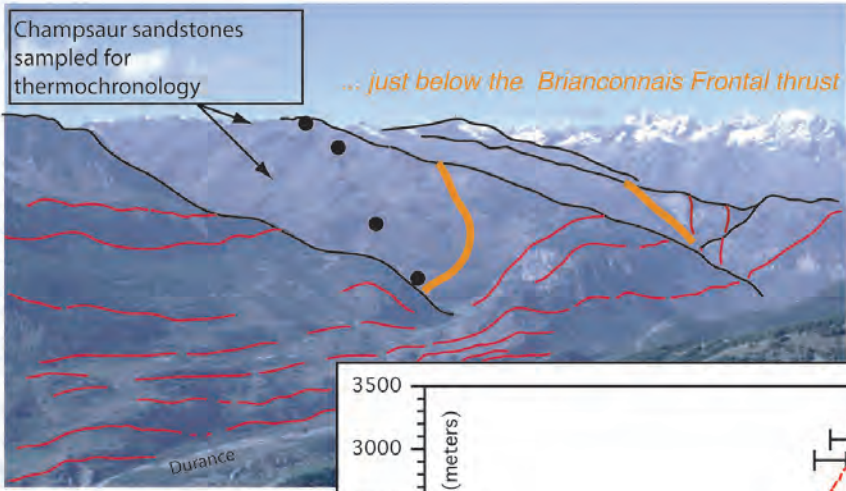 Champsaur sandstones
sampled for
thermochronology
... just below the Brianconnais Frontal thrust
3500
3000
(meters)
Durance